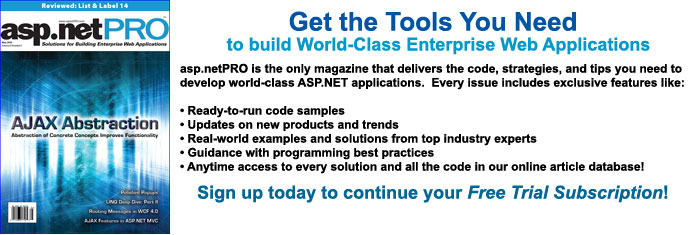 Reviewed: List & Label 14
asp.netPRO
Solutions for Building Enterprise Web Applications
AJAX Abstraction
Abstraction of Concrete Concepts Improves Functionality
Polished Popups
LINQ Deep Dive: Part II
Routing Messages in WCF 4.0
AJAX Features in ASP.NET MVC
Get the Tools You Need
to build World-Class Enterprise Web Applications
asp.netPRO is the only magazine that delivers the code, strategies, and tips you need to
develop world-class ASP.NET applications.  Every issue includes exclusive features like:
• Ready-to-run code samples
• Updates on new products and trends
• Real-world examples and solutions from top industry experts
• Guidance with programming best practices
• Anytime access to every solution and all the code in our online article database!
Sign up today to continue your Free Trial Subscription!